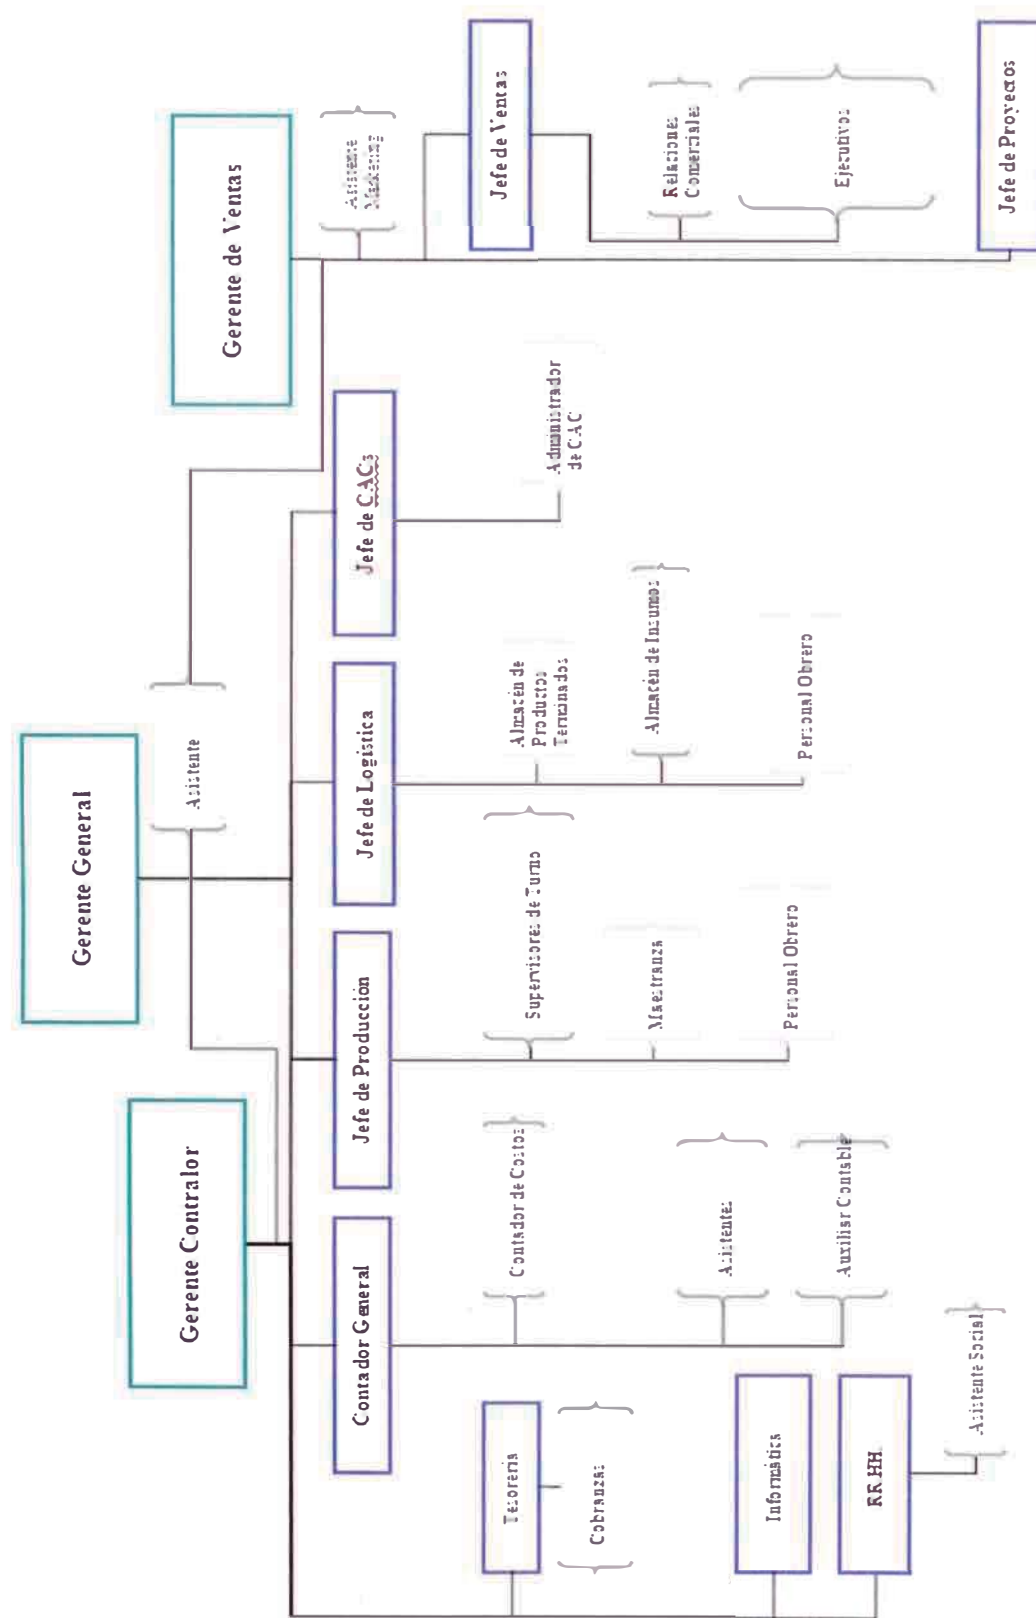 Gerente General
Asistente
Gerente Contralor
Gerente de Ventas
Asistente
Marketing
Contador General
Jefe de Producción
Jefe de Logística
Jefe de CACs
Jefe de Ventas
Tesorería
Cobranzas
Informática
RR HH.
Asistente Social
Contador de Costos
Asistentes
Auxiliar Contable
Supervisores de Turno
Maestranza
Personal Obrero
Almacén de
Productos
Terminados
Almacén de Insumos
Personal Obrero
Administrador
de CAC
Relaciones
Comerciales
Ejecutivos
Jefe de Proyectos